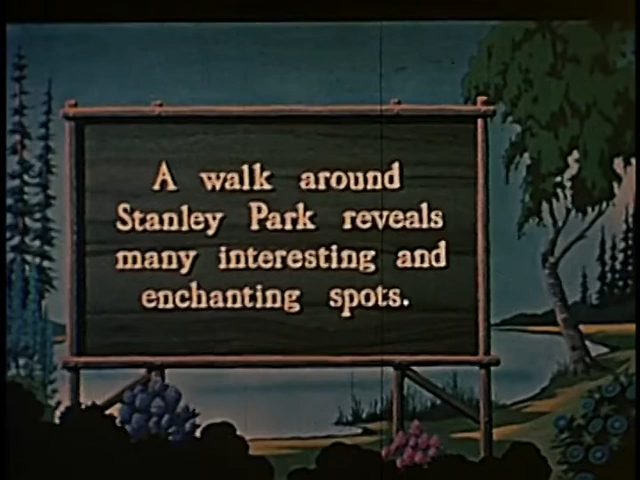 A walk around
Stanley Park reveals
many interesting and
enchanting spots.